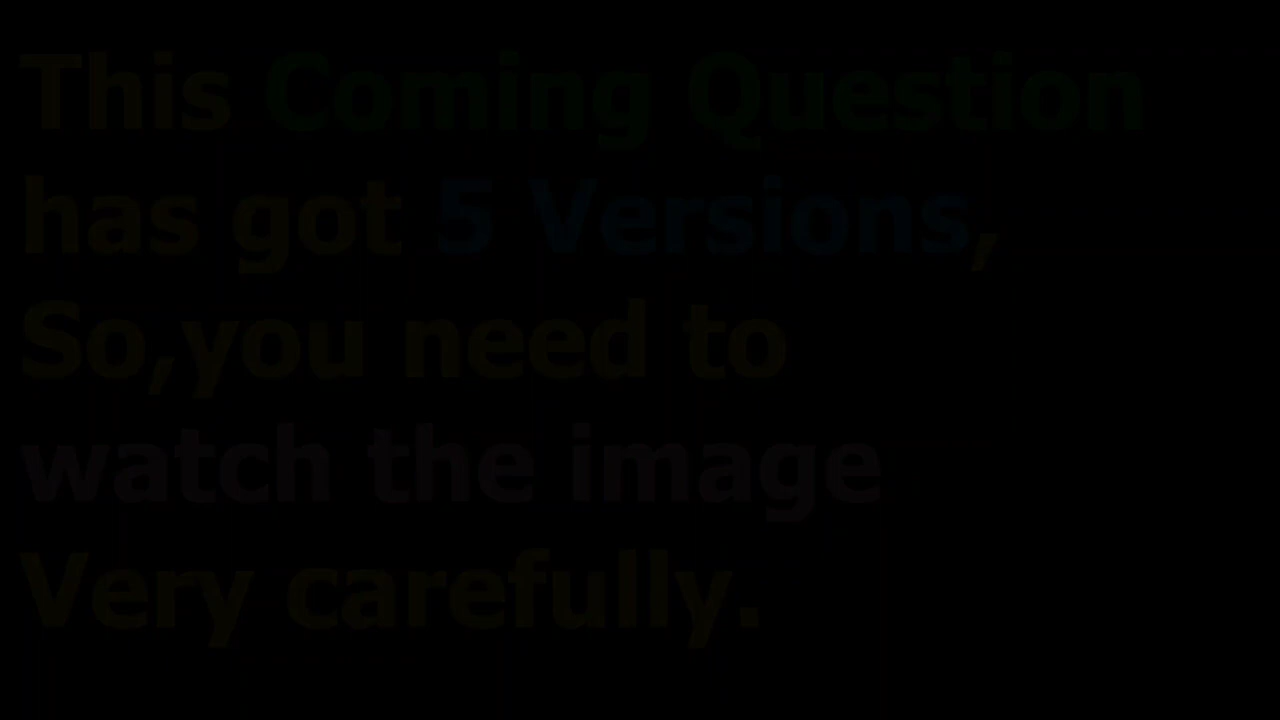 This Coming Question
has got 5 Versions,
So,you need to
watch the image
Very carefully.